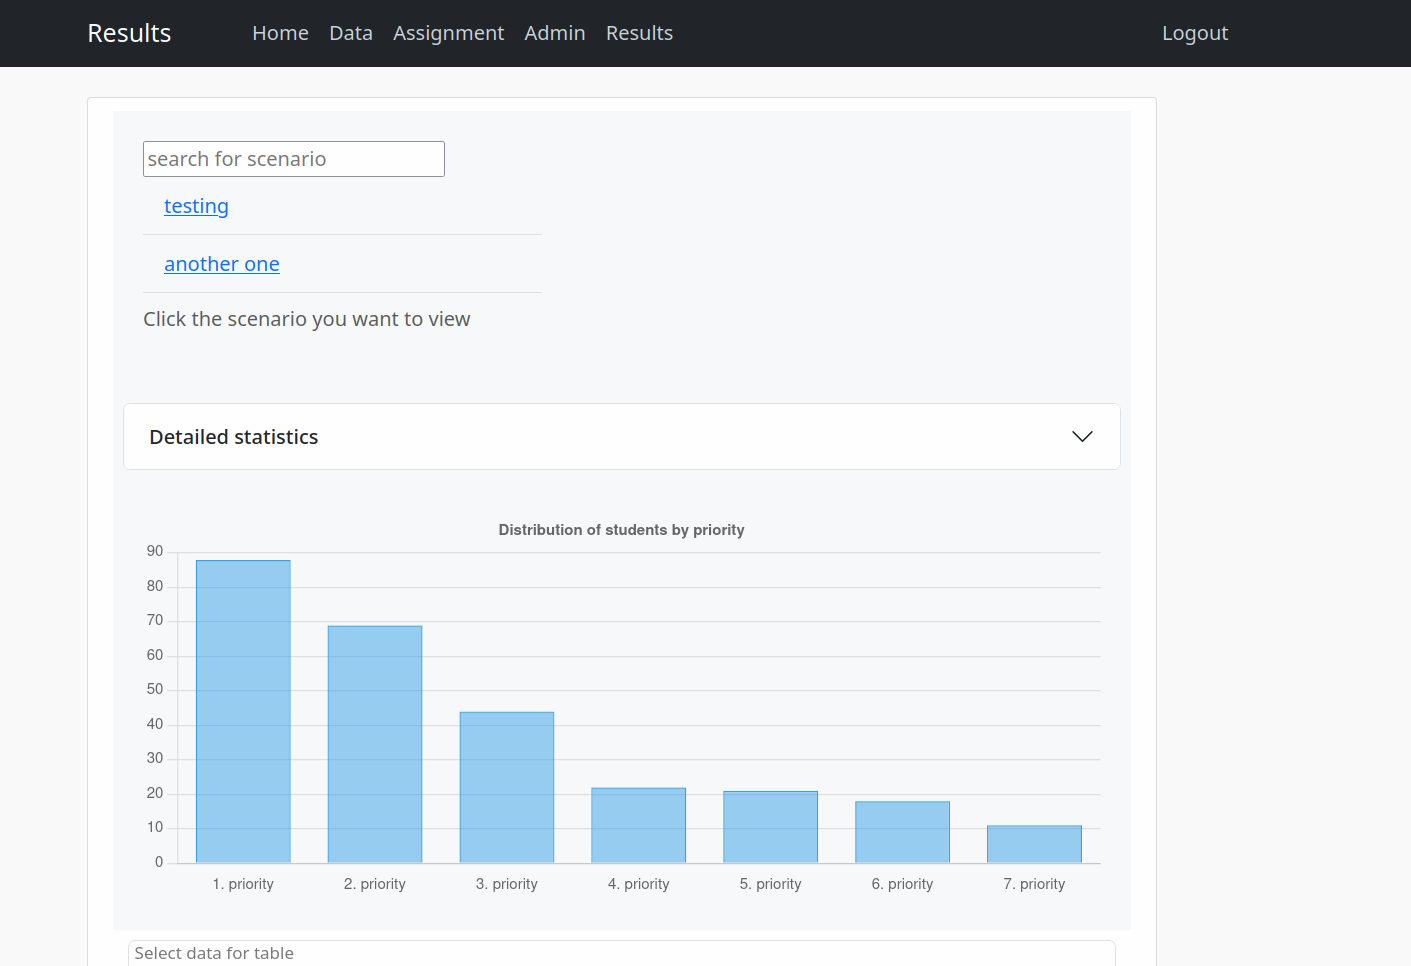 Results Home Data Assignment Admin Results Logout
search for scenario
testing
another one
Click the scenario you want to view
Detailed statistics
Distribution of students by priority
90
80
70
60
50
40
30
20
10
0
1. priority 2. priority 3. priority 4. priority 5. priority 6. priority 7. priority
Select data for table